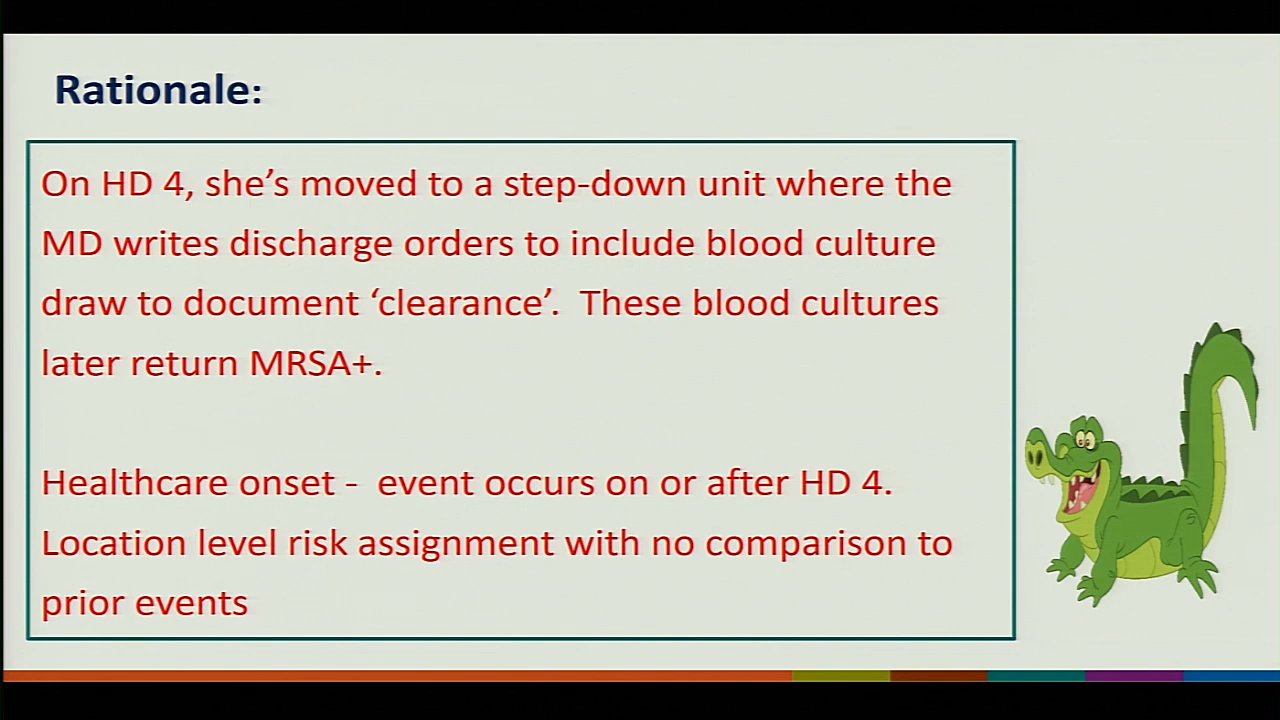 Rationale:
On HD 4, she’s moved to a step-down unit where the
MD writes discharge orders to include blood culture
draw to document ‘clearance’.  These blood cultures
later return MRSA+.
Healthcare onset -  event occurs on or after HD 4.
Location level risk assignment with no comparison to
prior events